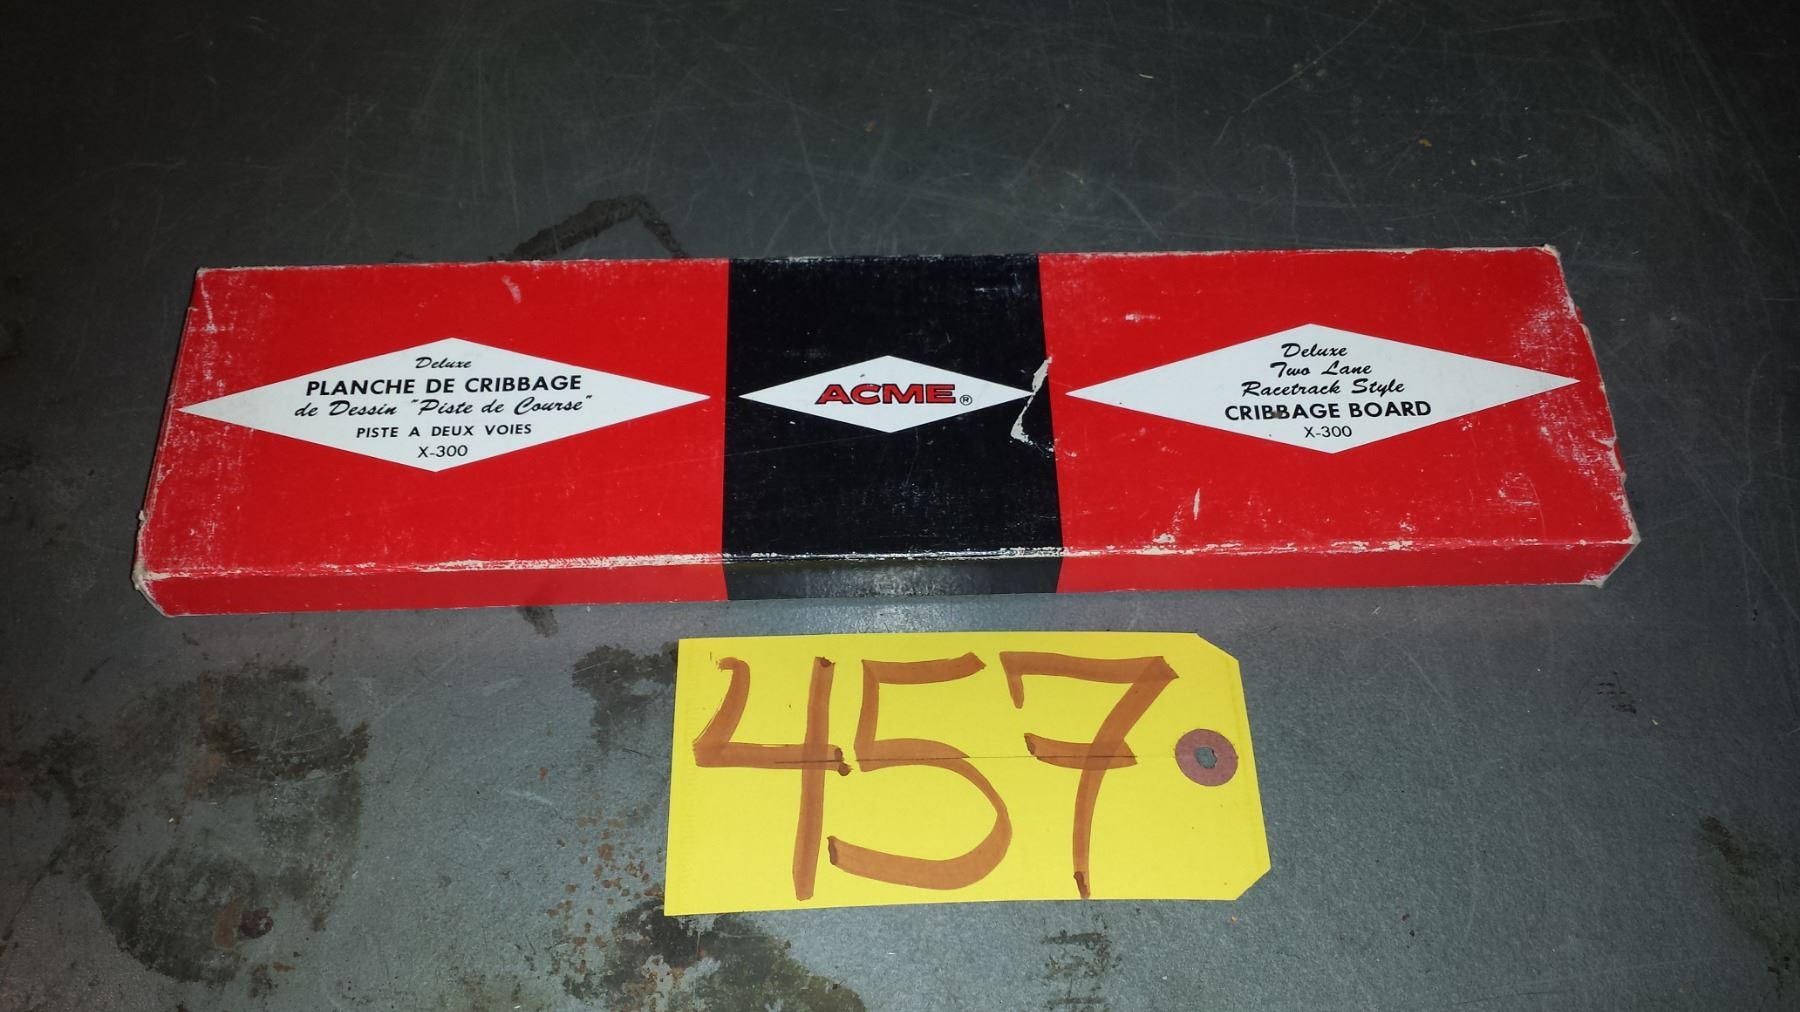 Deluxe
PLANCHE DE CRIBBAGE
de Dessin "Piste de Course"
PISTE A DEUX VOIES
X-300
ACME®
Deluxe
Two Lane
Racetrack Style
CRIBBAGE BOARD
X-300
457